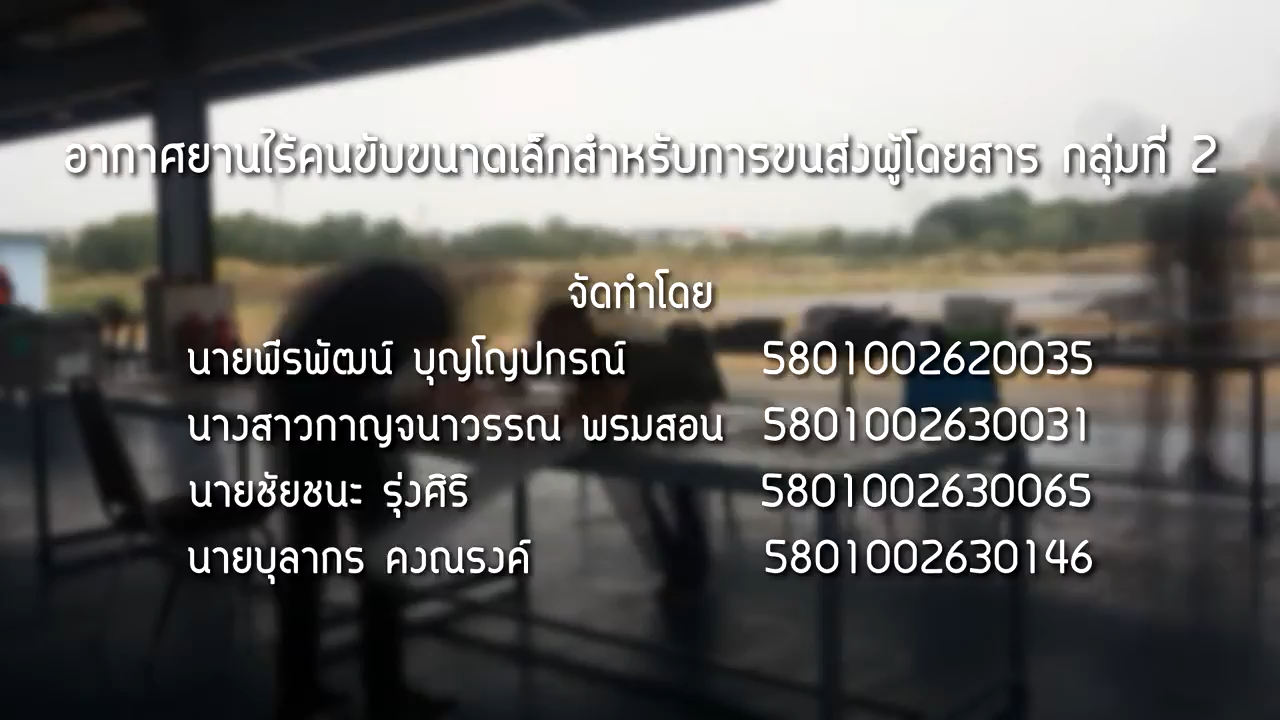 อากาศยานไร้คนขับขนาดเล็กสำหรับการขนส่งผู้โดยสาร กลุ่มที่ 2
จัดทำโดย
นายพีรพัฒน์ บุญโญปกรณ์ 5801002620035
นางสาวกาญจนาวรรณ พรมสอน 5801002630031
นายชัยชนะ รุ่งศิริ 5801002630065
นายบุลากร คงณรงค์ 5801002630146